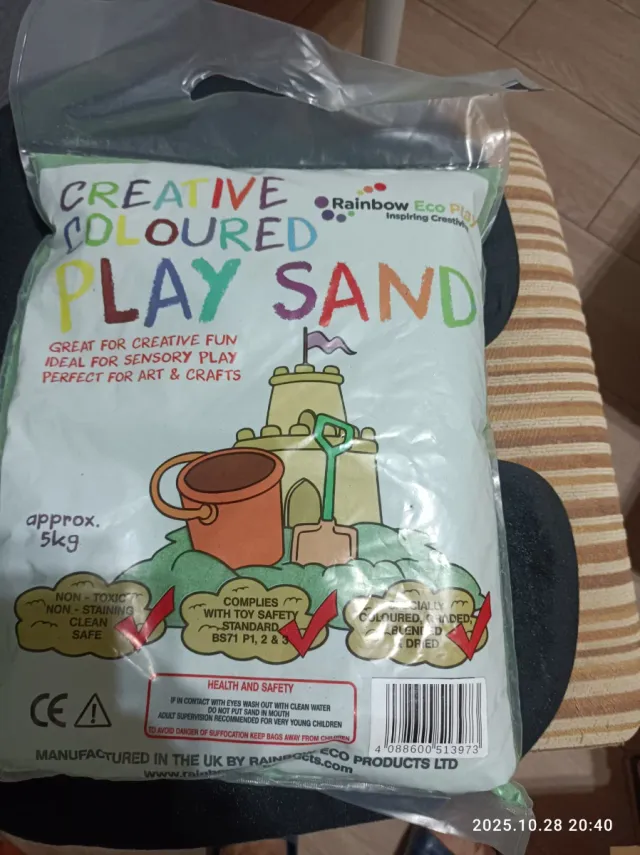 CREATIVE
COLOURED
PLAY SAND
Rainbow Eco Play
Inspiring
GREAT FOR CREATIVE FUN
IDEAL FOR SENSORY PLAY
PERFECT FOR ART & CRAFTS
approx.
5kg
NON - TOXIC
NON - STAINING
CLEAN
SAFE
COMPLIES
WITH TOY SAFETY
STANDARD
BS71 P1, 2 & 3
COLOURED, GRADED,
BLENDED
DRIED
CE
HEALTH AND SAFETY
IF IN CONTACT WITH EYES WASH OUT WITH CLEAN WATER
DO NOT PUT SAND IN MOUTH
ADULT SUPERVISION RECOMMENDED FOR VERY YOUNG CHILDREN
TO AVOID DANGER OF SUFFOCATION KEEP BAGS AWAY FROM CHILDREN
4 088600 513973
MANUFACTURED IN THE UK BY RAINBOW ECO PRODUCTS LTD
2025.10.28 20:40